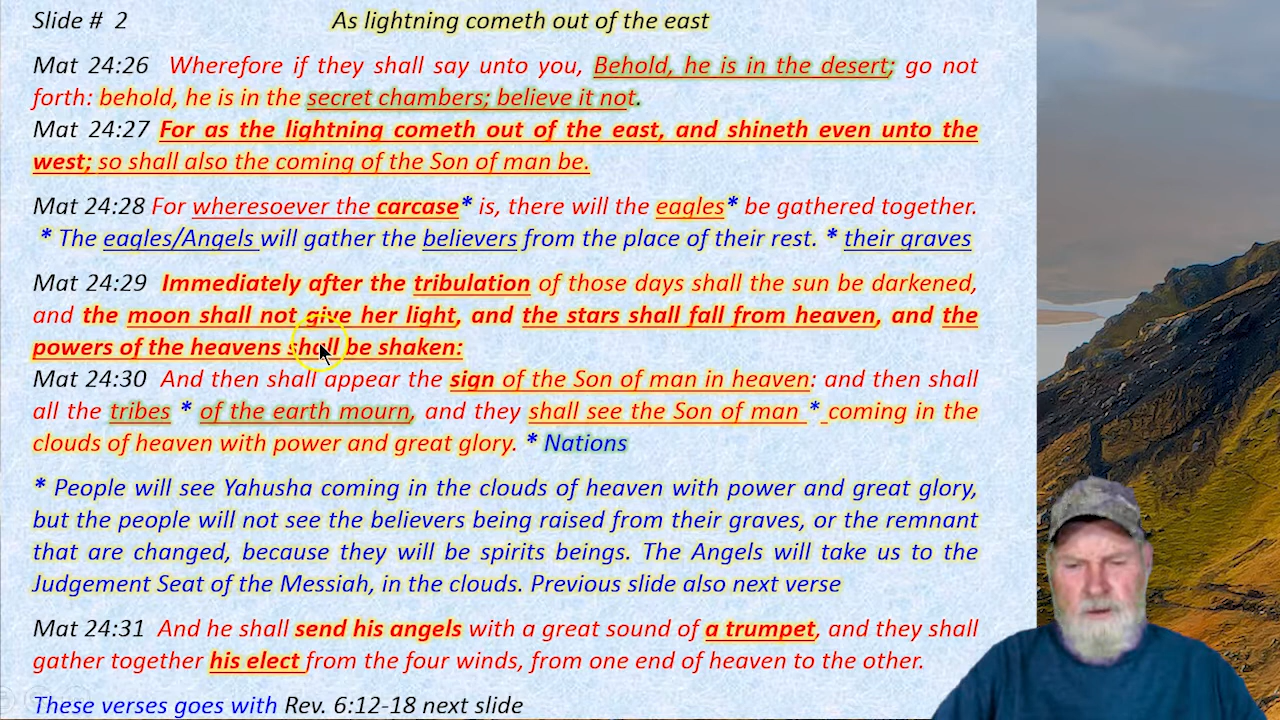 Slide # 2 As lightning cometh out of the east
Mat 24:26 Wherefore if they shall say unto you, Behold, he is in the desert; go not
forth: behold, he is in the secret chambers; believe it not.
Mat 24:27 For as the lightning cometh out of the east, and shineth even unto the
west; so shall also the coming of the Son of man be.
Mat 24:28 For wheresoever the carcase* is, there will the eagles* be gathered together.
* The eagles/Angels will gather the believers from the place of their rest. * their graves
Mat 24:29 Immediately after the tribulation of those days shall the sun be darkened,
and the moon shall not give her light, and the stars shall fall from heaven, and the
powers of the heavens shall be shaken:
Mat 24:30 And then shall appear the sign of the Son of man in heaven: and then shall
all the tribes * of the earth mourn, and they shall see the Son of man * coming in the
clouds of heaven with power and great glory. * Nations
* People will see Yahusha coming in the clouds of heaven with power and great glory,
but the people will not see the believers being raised from their graves, or the remnant
that are changed, because they will be spirits beings. The Angels will take us to the
Judgement Seat of the Messiah, in the clouds. Previous slide also next verse
Mat 24:31 And he shall send his angels with a great sound of a trumpet, and they shall
gather together his elect from the four winds, from one end of heaven to the other.
These verses goes with Rev. 6:12-18 next slide